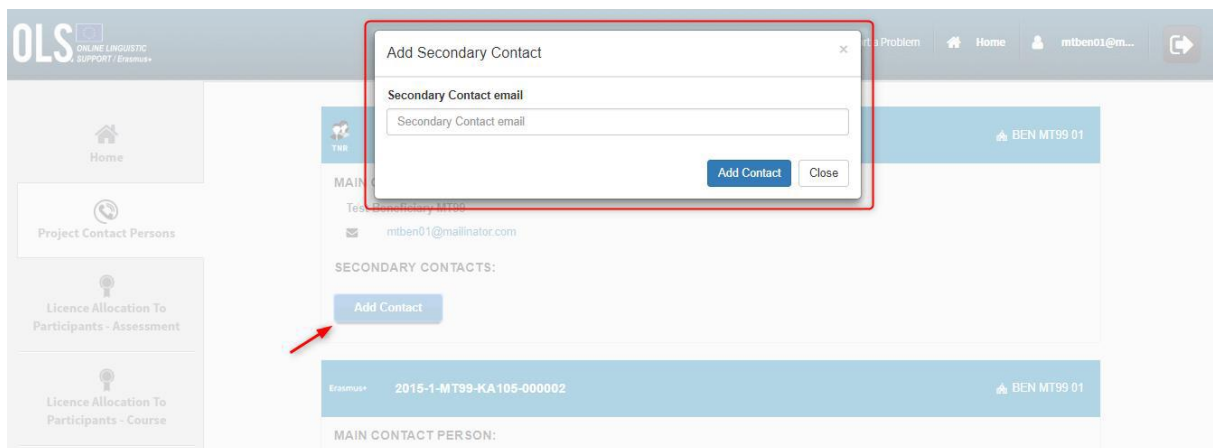 OLS ONLINE LINGUISTIC
SUPPORT / Erasmus+
a Problem
Home
mtben01@m...
Add Secondary Contact
×
Secondary Contact email
Secondary Contact email
Add Contact
Close
Home
Project Contact Persons
Licence Allocation To
Participants - Assessment
Licence Allocation To
Participants - Course
BEN MT99 01
MAIN
Test Beneficiary MT99
mtben01@mailinator.com
SECONDARY CONTACTS:
Add Contact
Erasmus+ 2015-1-MT99-KA105-000002
BEN MT99 01
MAIN CONTACT PERSON: